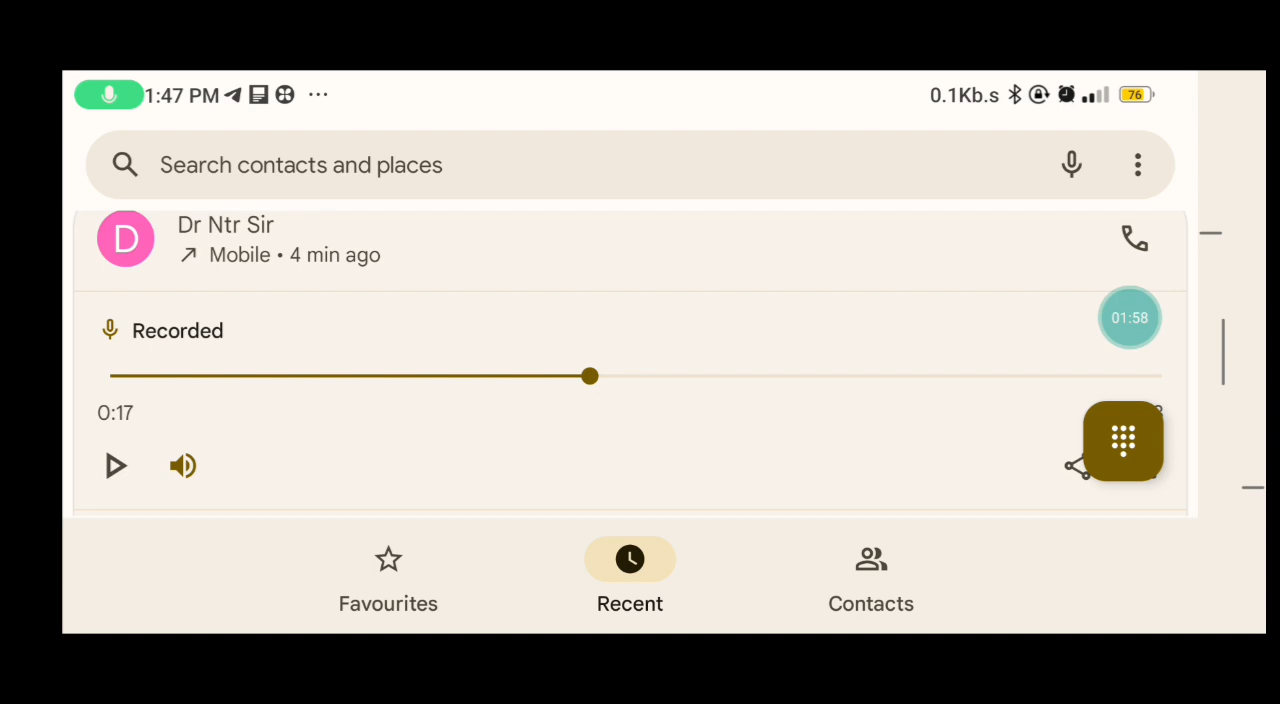 1:47 PM
0.1Kb.s
76
Search contacts and places
D
Dr Ntr Sir
Mobile • 4 min ago
Recorded
01:58
0:17
Favourites
Recent
Contacts